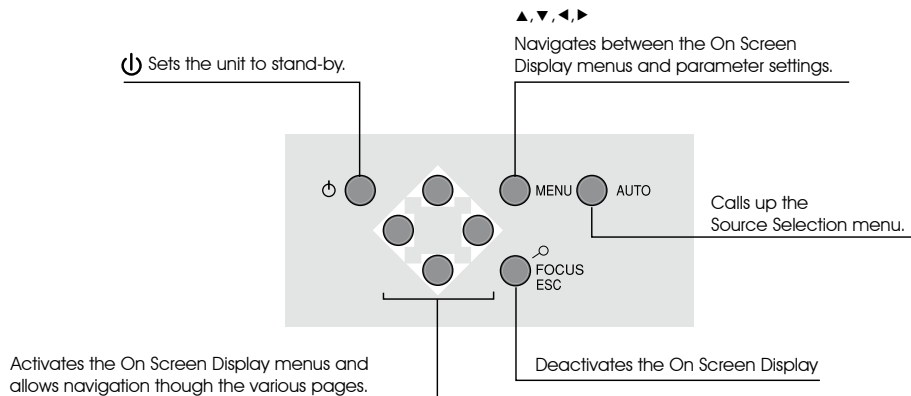 ▲,▼,◄,►
Navigates between the On Screen
Display menus and parameter settings.
Sets the unit to stand-by.
MENU
AUTO
Calls up the
Source Selection menu.
FOCUS
ESC
Activates the On Screen Display menus and
allows navigation though the various pages.
Deactivates the On Screen Display